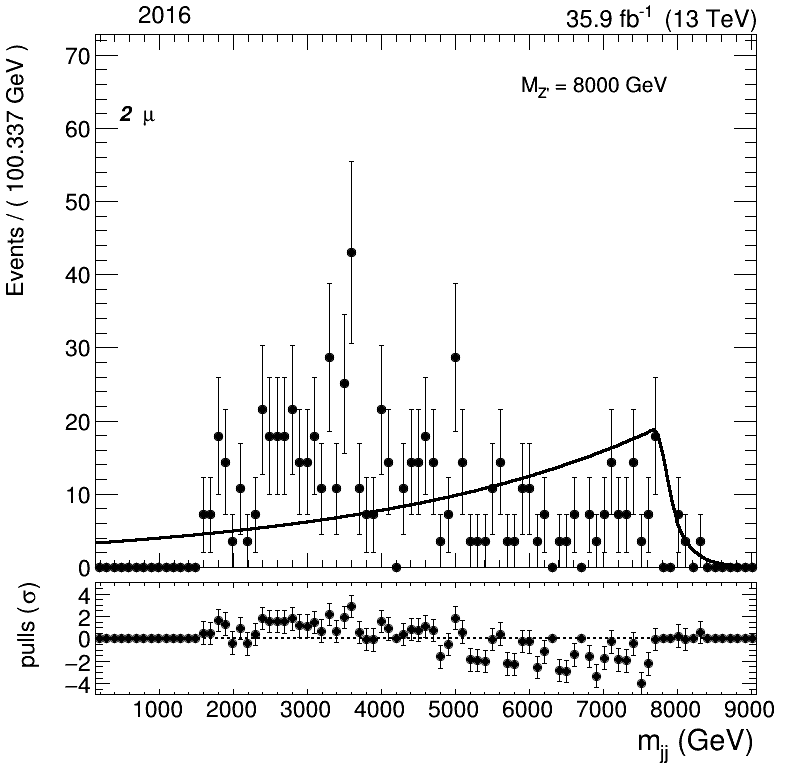 2016 35.9 fb⁻¹ (13 TeV)
Events / ( 100.337 GeV )
70
60
50
40
30
20
10
0
2 μ
M_Z' = 8000 GeV
pulls (σ)
4
2
0
−2
−4
1000 2000 3000 4000 5000 6000 7000 8000 9000
m_jj (GeV)